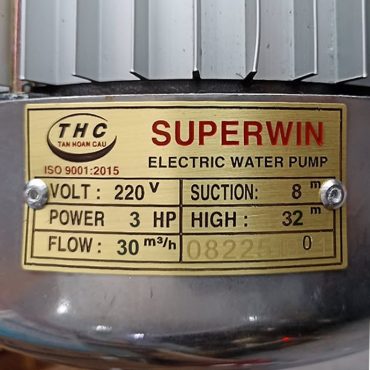 THC
TAN HOAN CAU
ISO 9001:2015
SUPERWIN
ELECTRIC WATER PUMP
VOLT : 220 V SUCTION: 8 m
POWER 3 HP HIGH : 32 m
FLOW : 30 m³/h 0